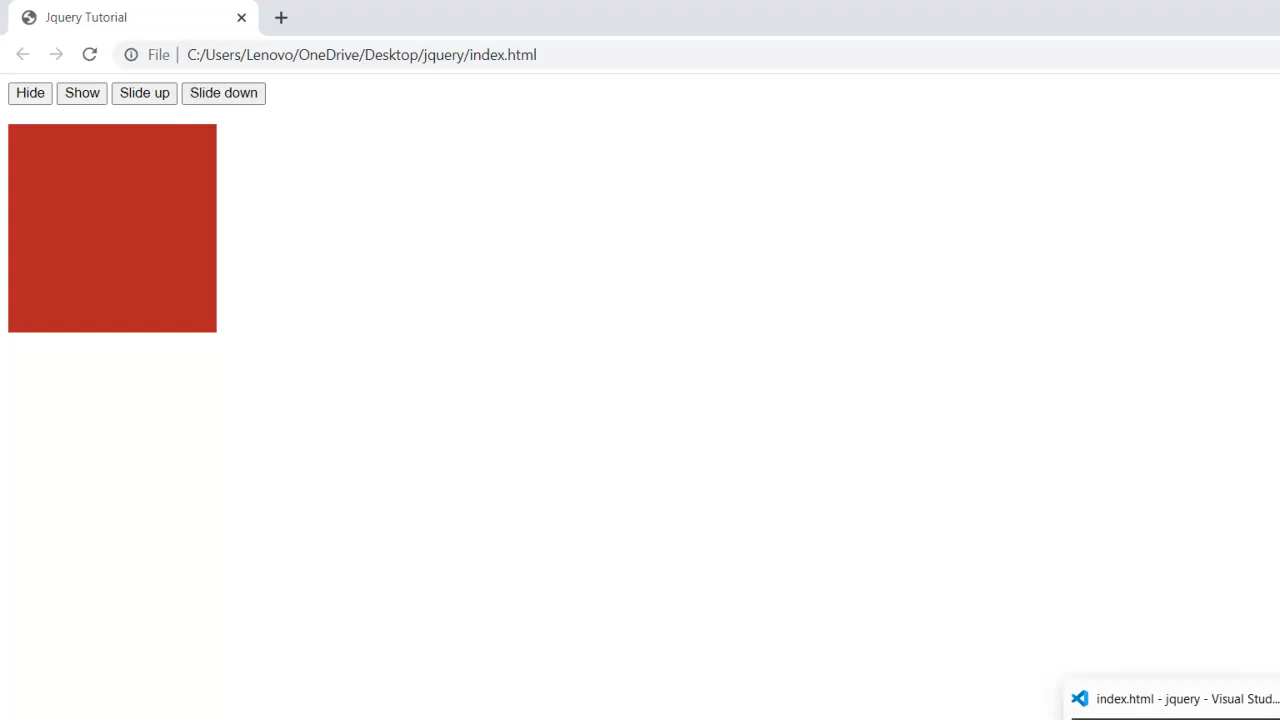 Jquery Tutorial
File | C:/Users/Lenovo/OneDrive/Desktop/jquery/index.html
Hide Show Slide up Slide down
index.html - jquery - Visual Stud...